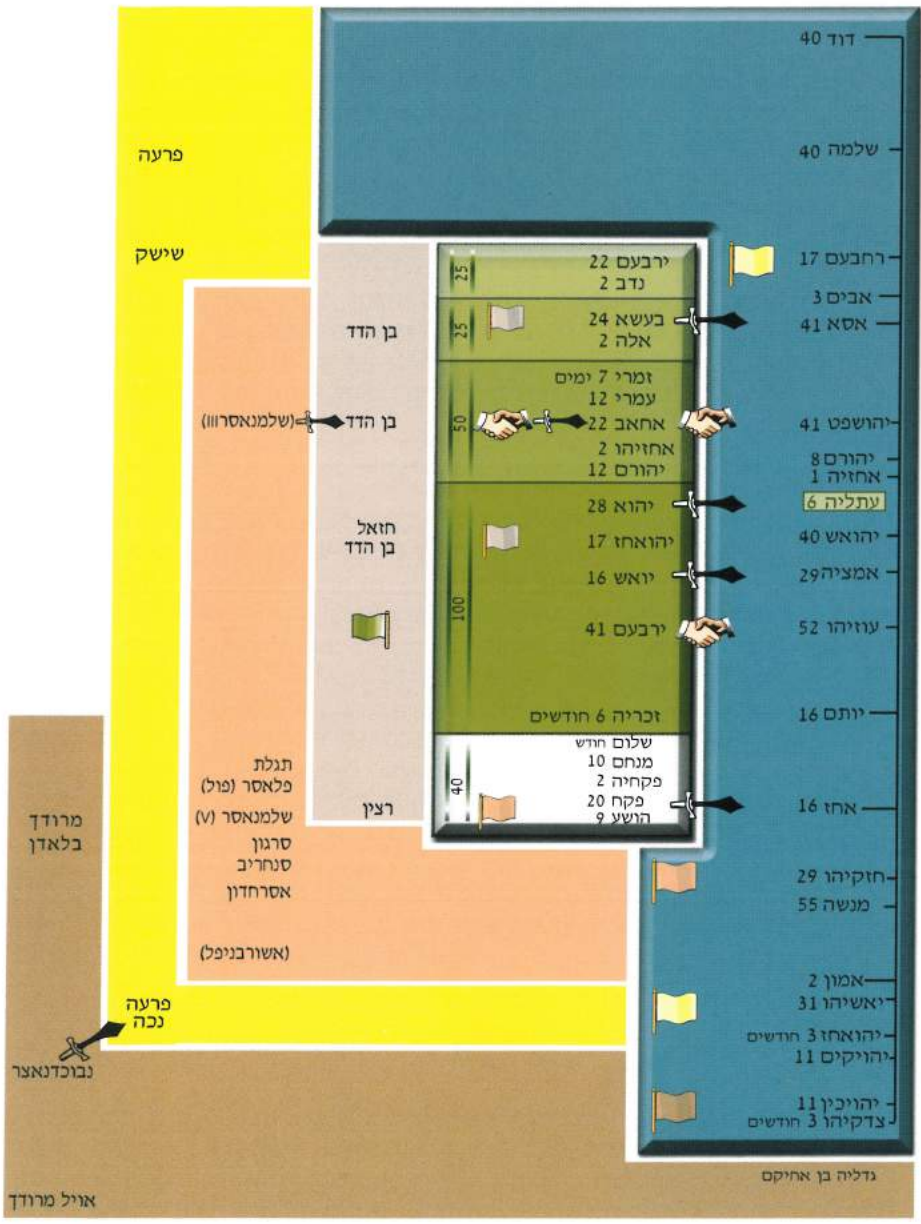 דוד 40
שלמה 40
רחבעם 17
אבים 3
אסא 41
יהושפט 41
יהורם 8
אחזיה 1
עתליה 6
יהואש 40
אמציה 29
עוזיהו 52
יותם 16
אחז 16
חזקיהו 29
מנשה 55
אמון 2
יאשיהו 31
יהואחז 3 חודשים
יהויקים 11
יהויכין 11
צדקיהו 3 חודשים
גדליה בן אחיקם
ירבעם 22
נדב 2
25
בעשא 24
אלה 2
25
זמרי 7 ימים
עמרי 12
אחאב 22
אחזיהו 2
יהורם 12
50
יהוא 28
יהואחז 17
יואש 16
ירבעם 41
זכריה 6 חודשים
100
שלום חודש
מנחם 10
פקחיה 2
פקח 20
הושע 9
40
בן הדד
בן הדד
חזאל
בן הדד
רצין
(שלמנאסרIII)
תגלת
פלאסר (פול)
שלמנאסר (V)
סרגון
סנחריב
אסרחדון
(אשורבניפל)
פרעה
שישק
פרעה
נכה
מרודך
בלאדן
נבוכדנאצר
אויל מרודך